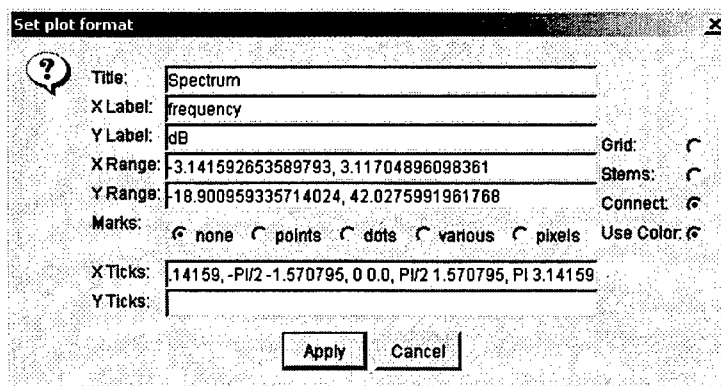 Set plot format
Title: Spectrum
X Label: frequency
Y Label: dB
X Range: -3.141592653589793, 3.11704896098361
Y Range: -18.900959335714024, 42.0275991961768
Marks: none points dots various pixels
X Ticks: .14159, -PI/2 -1.570795, 0 0.0, PI/2 1.570795, PI 3.14159
Y Ticks:
Grid:
Stems:
Connect:
Use Color:
Apply Cancel